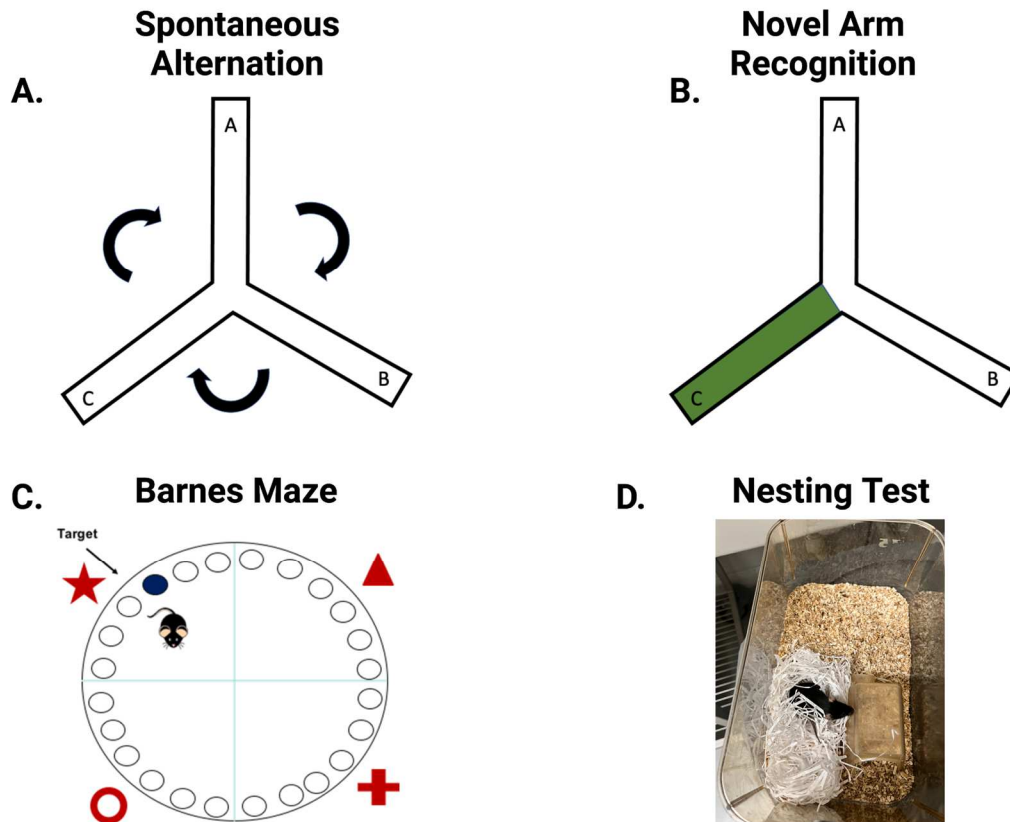 Spontaneous
Alternation
A.
A
B
C
Novel Arm
Recognition
B.
A
B
C
C.
Barnes Maze
Target
D.
Nesting Test